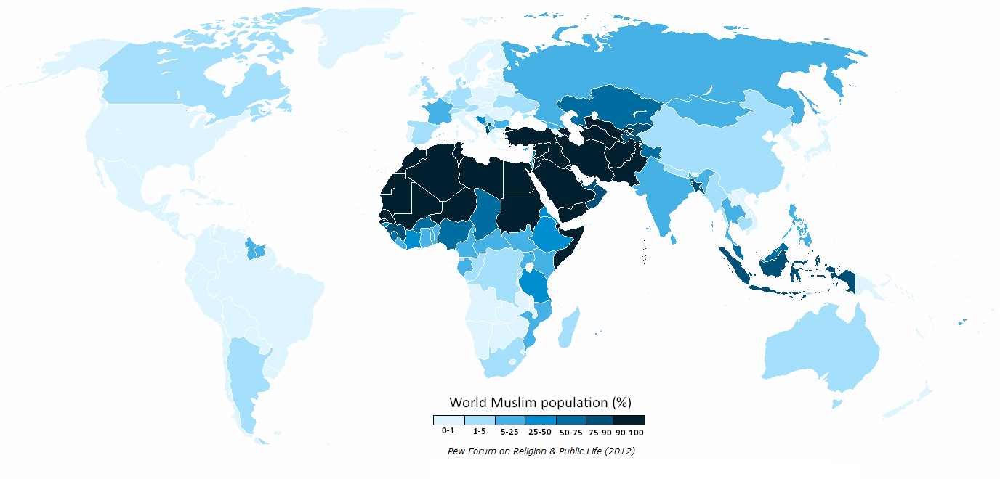 World Muslim population (%)
0-1 1-5 5-25 25-50 50-75 75-90 90-100
Pew Forum on Religion & Public Life (2012)